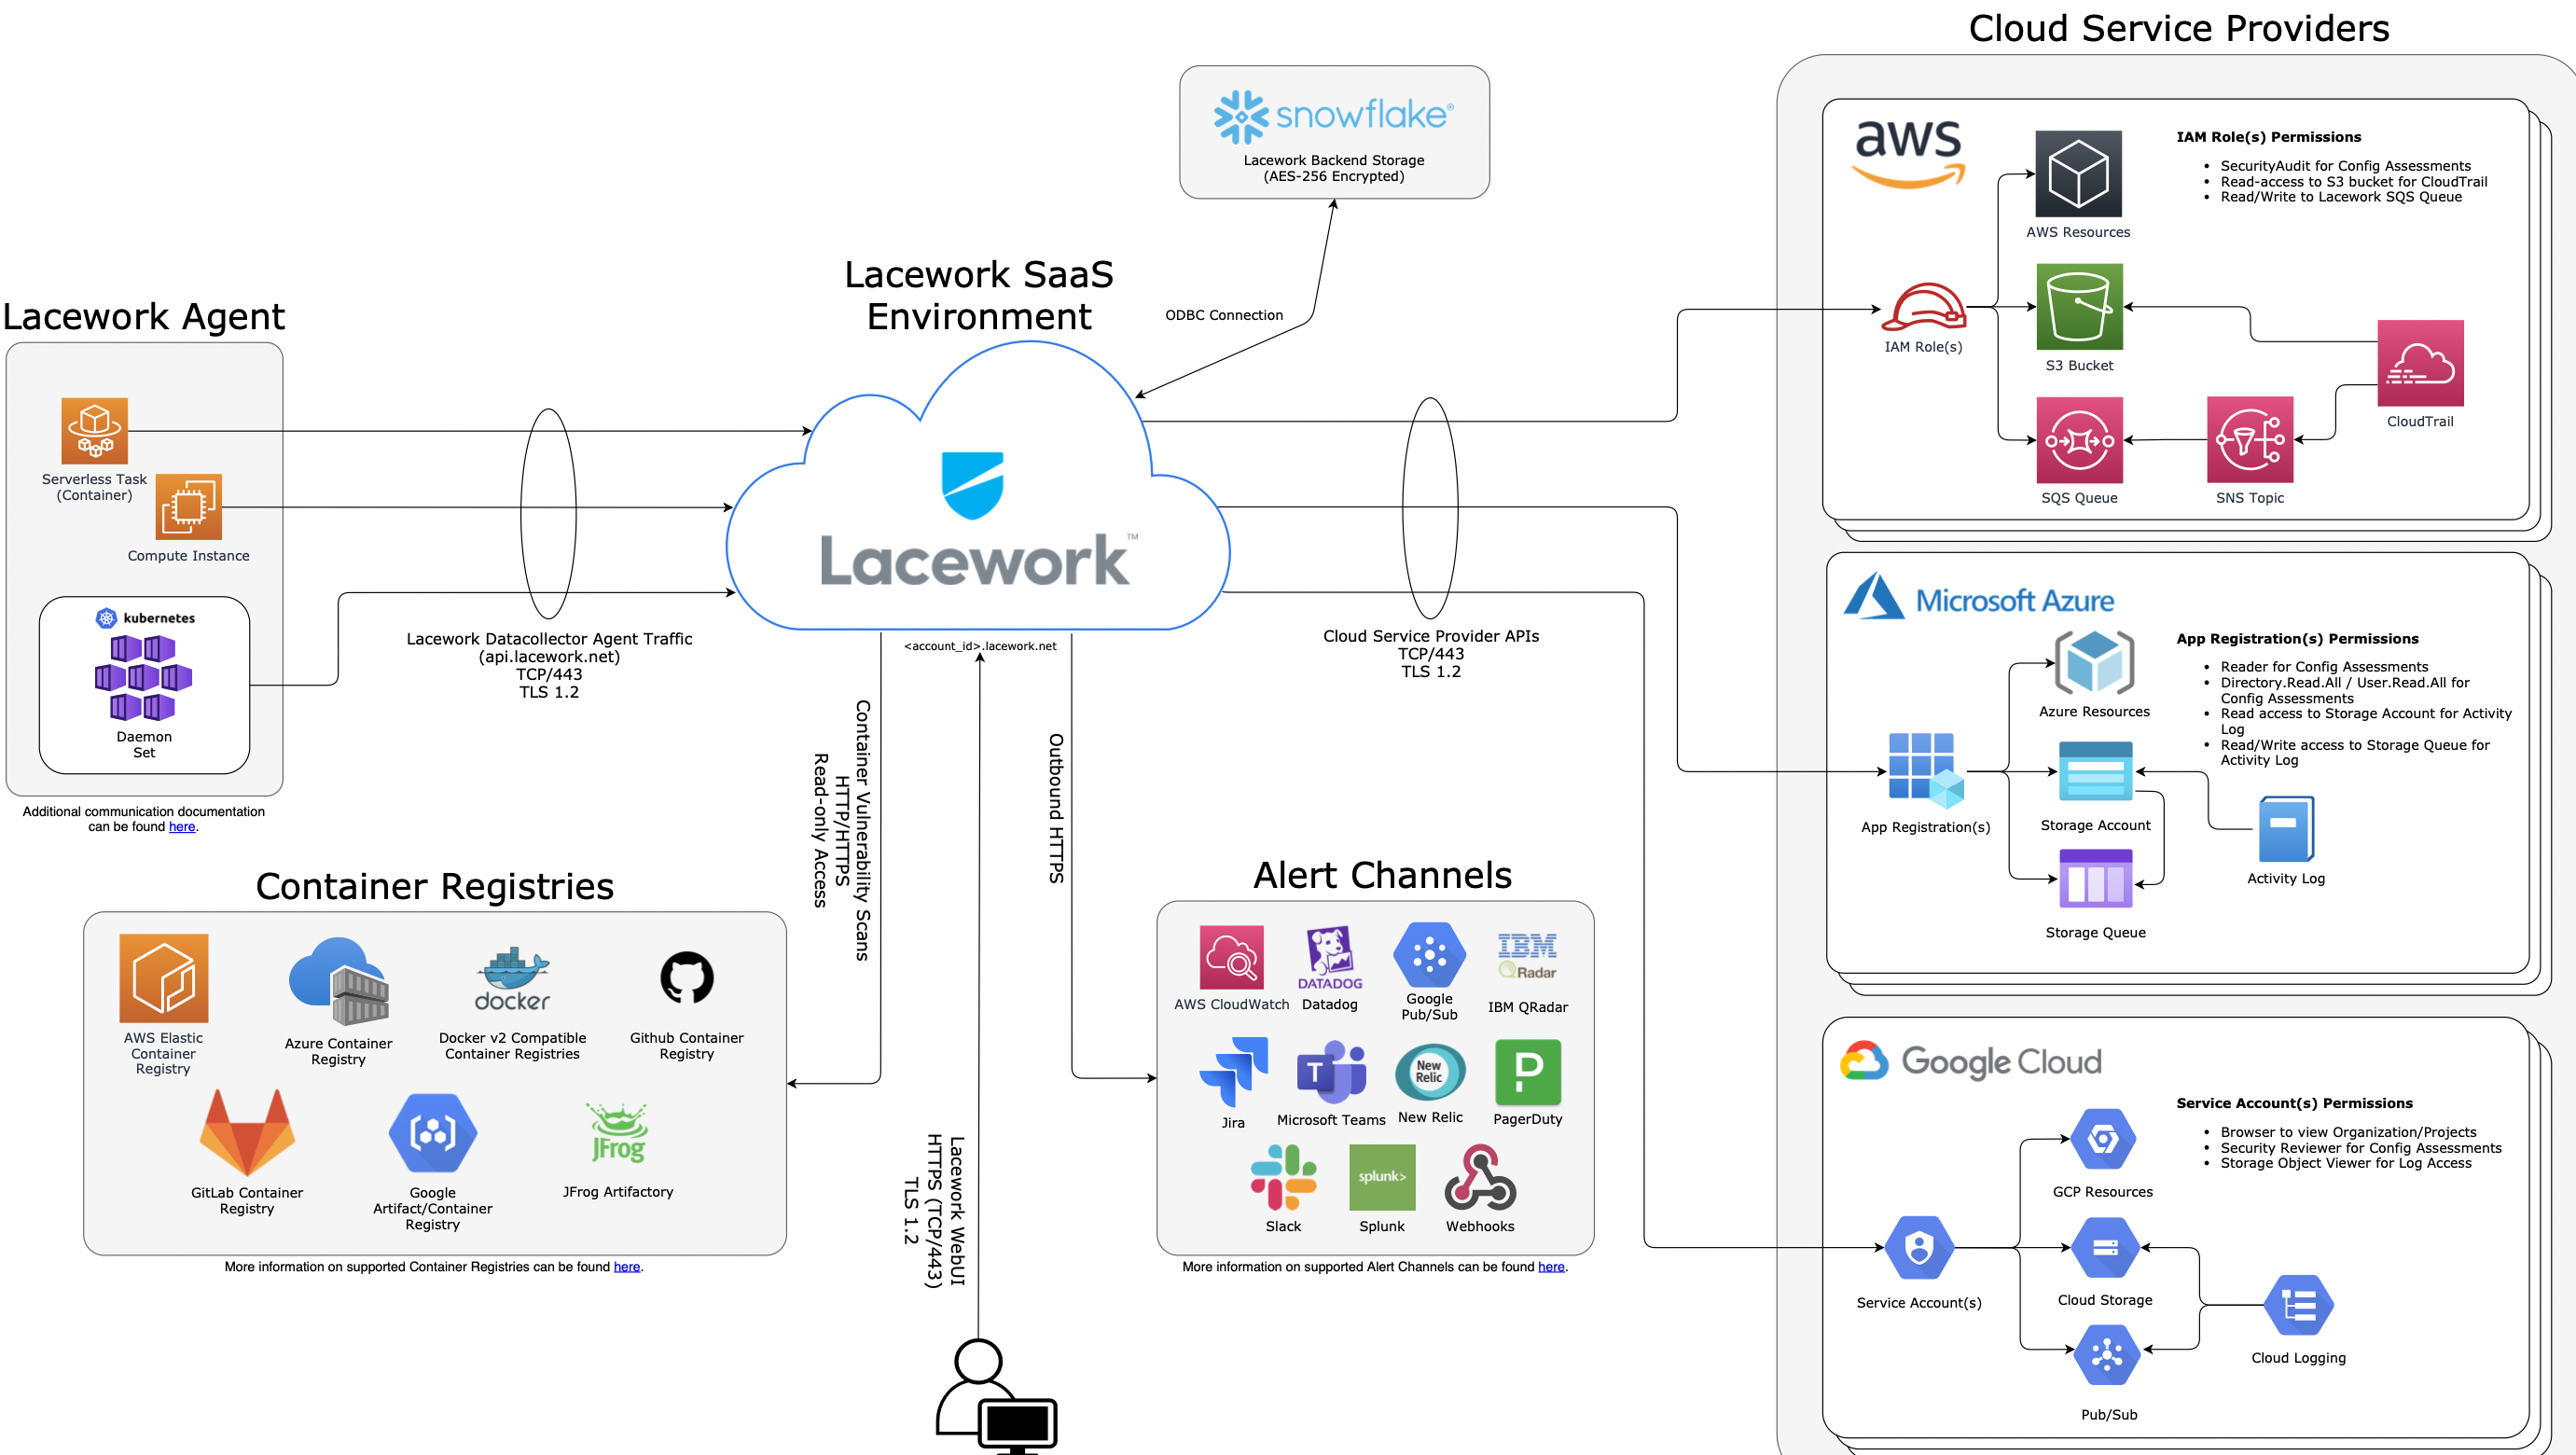 Cloud Service Providers
snowflake®
Lacework Backend Storage
(AES-256 Encrypted)
ODBC Connection
Lacework SaaS
Environment
Lacework™
<account_id>.lacework.net
Lacework Agent
Serverless Task
(Container)
Compute Instance
kubernetes
Daemon
Set
Additional communication documentation
can be found here.
Lacework Datacollector Agent Traffic
(api.lacework.net)
TCP/443
TLS 1.2
Cloud Service Provider APIs
TCP/443
TLS 1.2
Container Vulnerability Scans
HTTP/HTTPS
Read-only Access
Outbound HTTPS
Lacework WebUI
HTTPS (TCP/443)
TLS 1.2
Container Registries
AWS Elastic
Container
Registry
Azure Container
Registry
docker
Docker v2 Compatible
Container Registries
Github Container
Registry
GitLab Container
Registry
Google
Artifact/Container
Registry
JFrog
JFrog Artifactory
More information on supported Container Registries can be found here.
Alert Channels
AWS CloudWatch
DATADOG
Datadog
Google
Pub/Sub
IBM
QRadar
IBM QRadar
Jira
T
Microsoft Teams
New
Relic
New Relic
P
PagerDuty
Slack
splunk>
Splunk
Webhooks
More information on supported Alert Channels can be found here.
aws
IAM Role(s) Permissions
• SecurityAudit for Config Assessments
• Read-access to S3 bucket for CloudTrail
• Read/Write to Lacework SQS Queue
AWS Resources
IAM Role(s)
S3 Bucket
CloudTrail
SQS Queue
SNS Topic
Microsoft Azure
App Registration(s) Permissions
• Reader for Config Assessments
• Directory.Read.All / User.Read.All for
Config Assessments
• Read access to Storage Account for Activity
Log
• Read/Write access to Storage Queue for
Activity Log
Azure Resources
App Registration(s)
Storage Account
Activity Log
Storage Queue
Google Cloud
Service Account(s) Permissions
• Browser to view Organization/Projects
• Security Reviewer for Config Assessments
• Storage Object Viewer for Log Access
GCP Resources
Service Account(s)
Cloud Storage
Cloud Logging
Pub/Sub